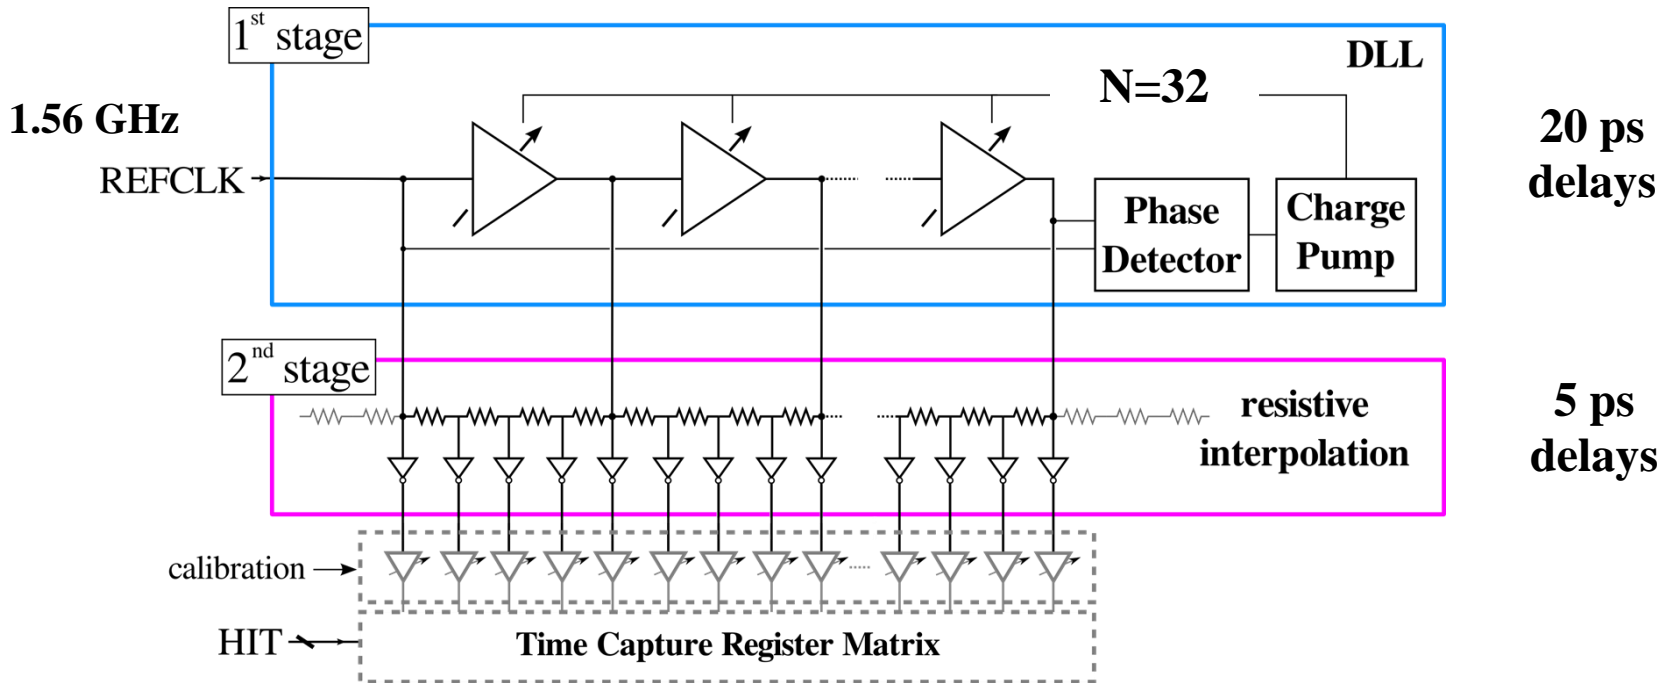 1st stage
DLL
N=32
1.56 GHz
REFCLK
20 ps
delays
Phase
Detector
Charge
Pump
2nd stage
resistive
interpolation
5 ps
delays
calibration
HIT
Time Capture Register Matrix